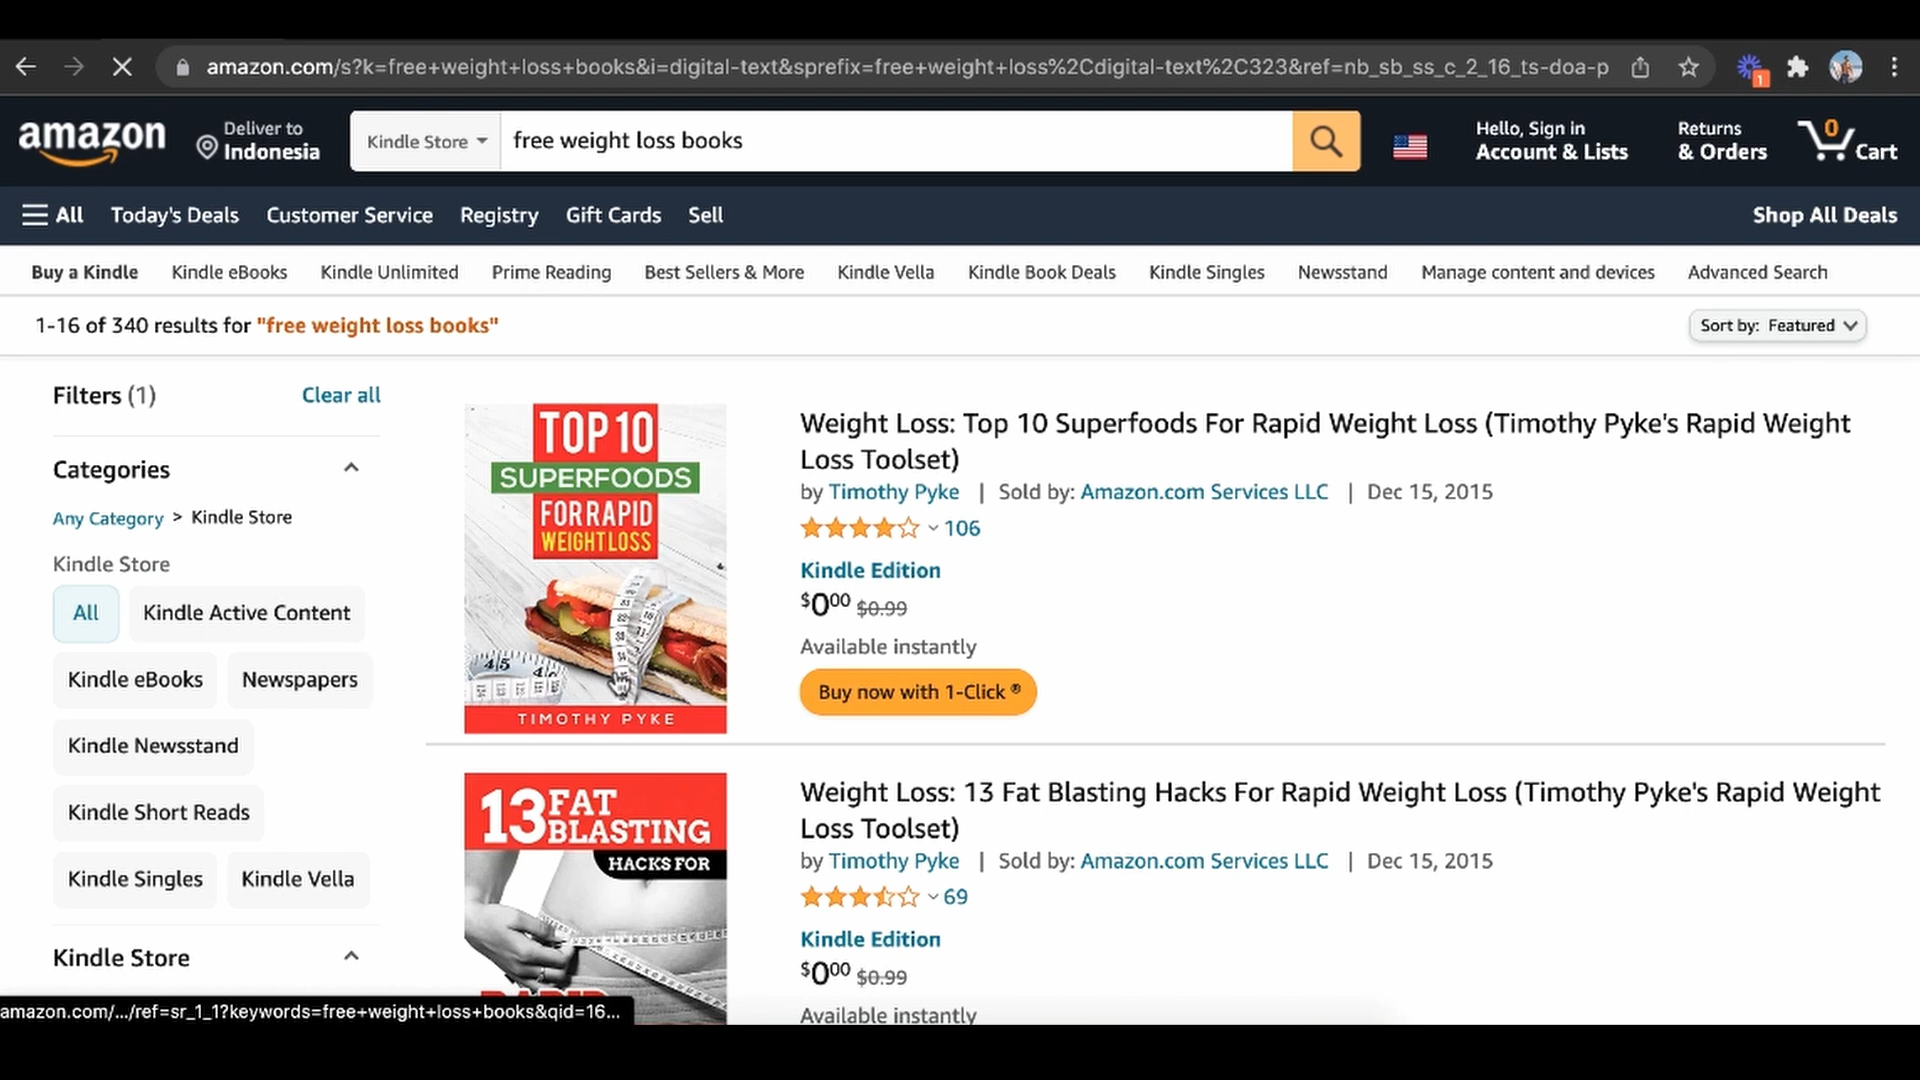 amazon.com/s?k=free+weight+loss+books&i=digital-text&sprefix=free+weight+loss%2Cdigital-text%2C323&ref=nb_sb_ss_c_2_16_ts-doa-p
1
amazon
Deliver to
Indonesia
Kindle Store
free weight loss books
Hello, Sign in
Account & Lists
Returns
& Orders
0
Cart
All
Today's Deals
Customer Service
Registry
Gift Cards
Sell
Shop All Deals
Buy a Kindle
Kindle eBooks
Kindle Unlimited
Prime Reading
Best Sellers & More
Kindle Vella
Kindle Book Deals
Kindle Singles
Newsstand
Manage content and devices
Advanced Search
1-16 of 340 results for "free weight loss books"
Sort by: Featured
Filters (1)
Clear all
Categories
Any Category > Kindle Store
Kindle Store
All
Kindle Active Content
Kindle eBooks
Newspapers
Kindle Newsstand
Kindle Short Reads
Kindle Singles
Kindle Vella
Kindle Store
TOP 10
SUPERFOODS
FOR RAPID
WEIGHT LOSS
TIMOTHY PYKE
Weight Loss: Top 10 Superfoods For Rapid Weight Loss (Timothy Pyke's Rapid Weight
Loss Toolset)
by Timothy Pyke | Sold by: Amazon.com Services LLC | Dec 15, 2015
106
Kindle Edition
$0.00 $0.99
Available instantly
Buy now with 1-Click ®
13 FAT
BLASTING
HACKS FOR
Weight Loss: 13 Fat Blasting Hacks For Rapid Weight Loss (Timothy Pyke's Rapid Weight
Loss Toolset)
by Timothy Pyke | Sold by: Amazon.com Services LLC | Dec 15, 2015
69
Kindle Edition
$0.00 $0.99
Available instantly
amazon.com/.../ref=sr_1_1?keywords=free+weight+loss+books&qid=16...